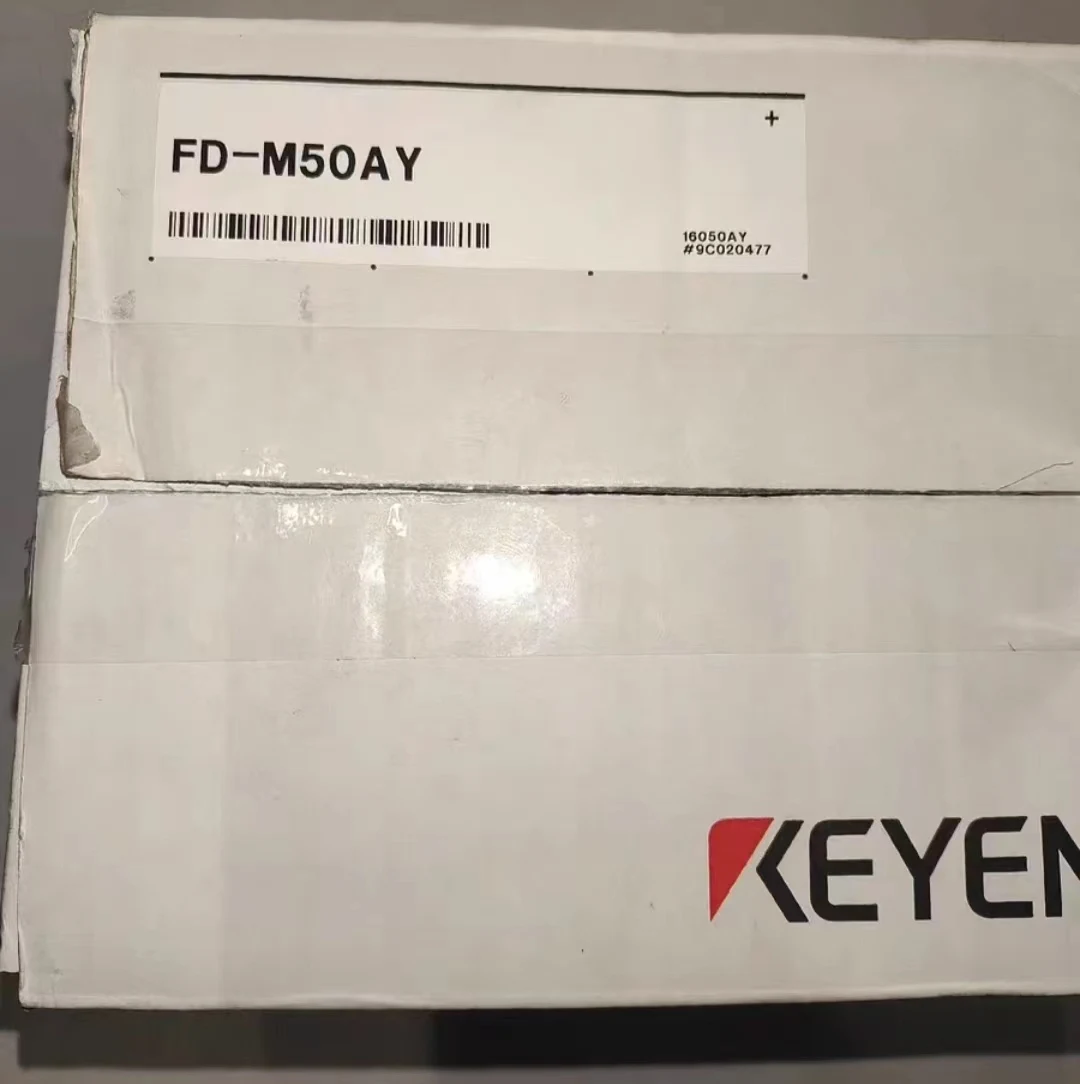 +
FD-M50AY
16050AY
#9C020477
KEYEN